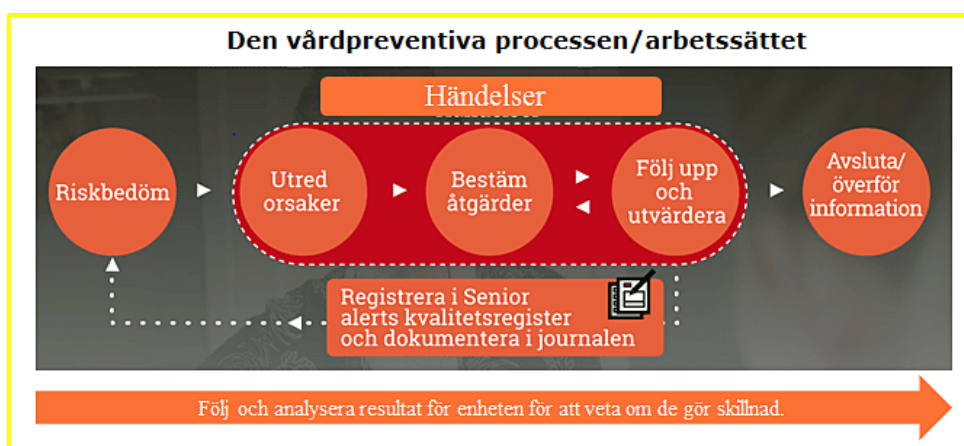 Den vårdpreventiva processen/arbetssättet
Händelser
Riskbedöm
Utred
orsaker
Bestäm
åtgärder
Följ upp
och
utvärdera
Avsluta/
överför
information
Registrera i Senior
alerts kvalitetsregister
och dokumentera i journalen
Följ och analysera resultat för enheten för att veta om de gör skillnad.